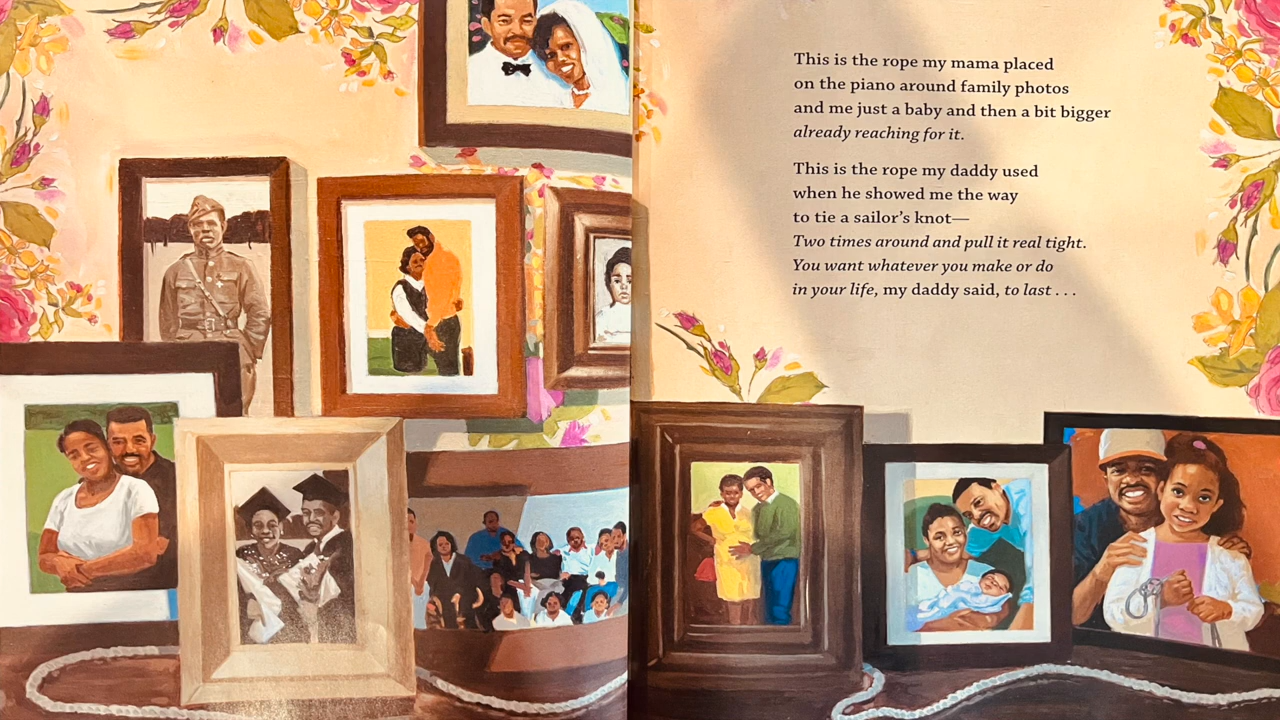 This is the rope my mama placed
on the piano around family photos
and me just a baby and then a bit bigger
already reaching for it.
This is the rope my daddy used
when he showed me the way
to tie a sailor’s knot—
Two times around and pull it real tight.
You want whatever you make or do
in your life, my daddy said, to last . . .